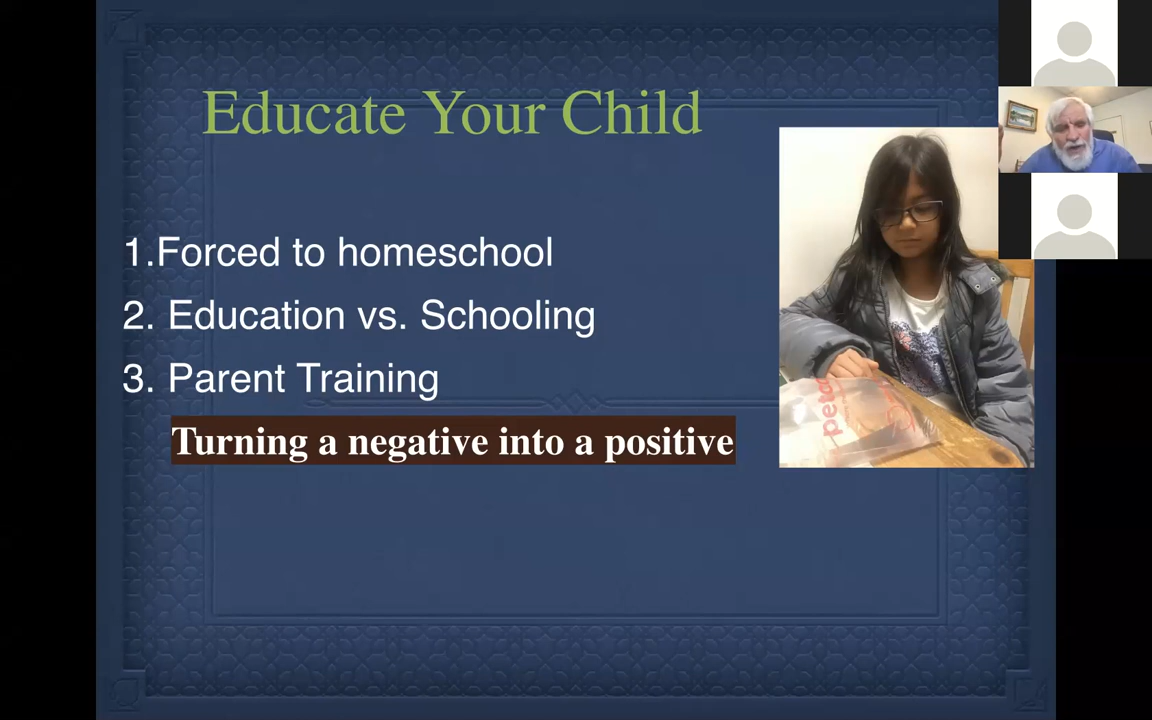 Educate Your Child
1.Forced to homeschool
2. Education vs. Schooling
3. Parent Training
Turning a negative into a positive